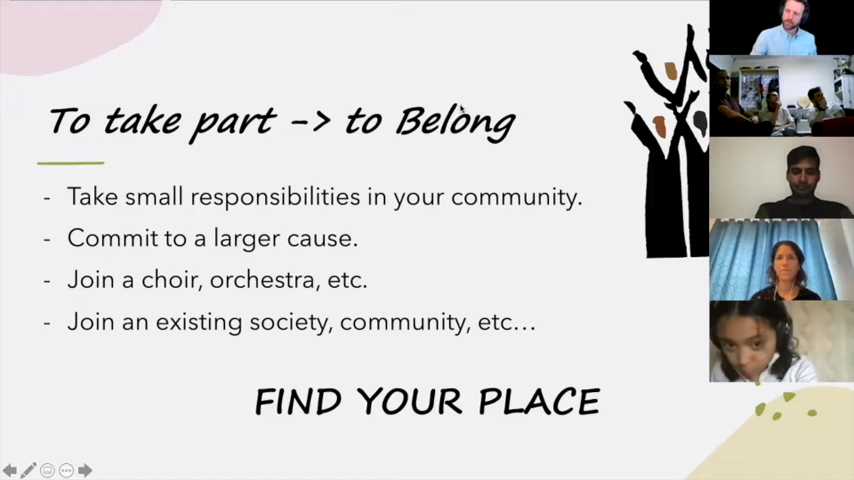 To take part -> to Belong
- Take small responsibilities in your community.
- Commit to a larger cause.
- Join a choir, orchestra, etc.
- Join an existing society, community, etc...
FIND YOUR PLACE